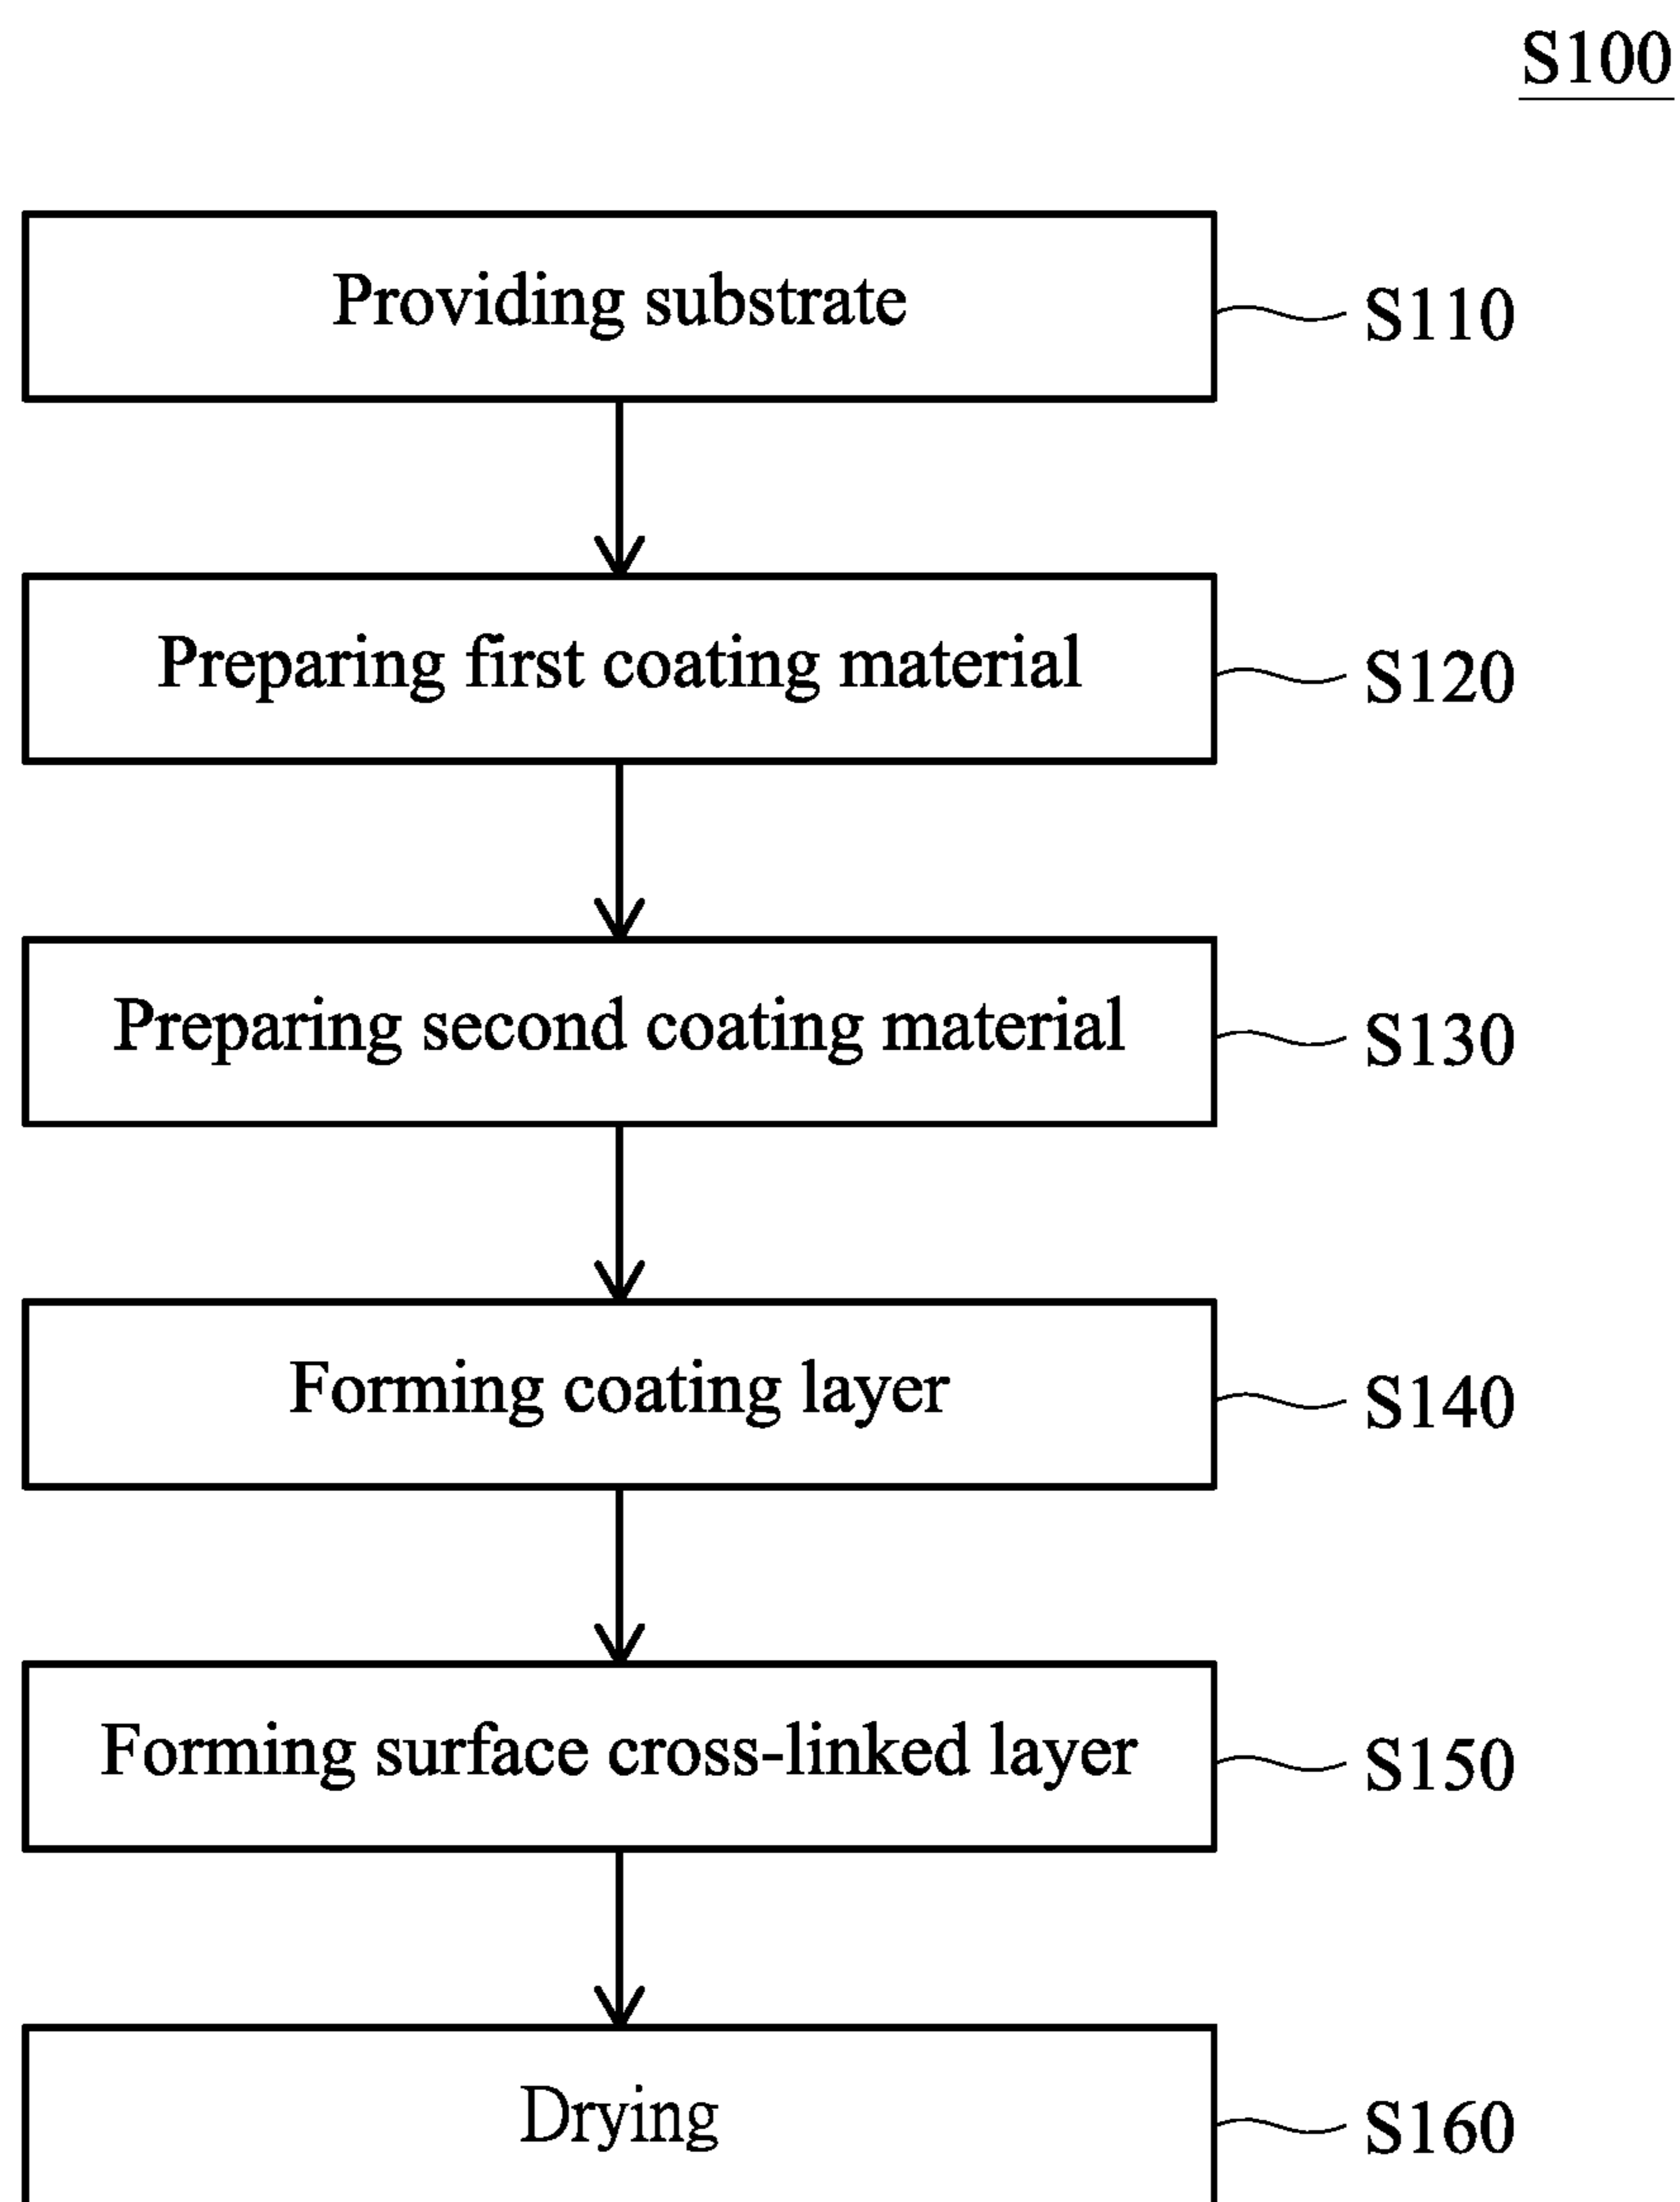 S100
Providing substrate
S110
Preparing first coating material
S120
Preparing second coating material
S130
Forming coating layer
S140
Forming surface cross-linked layer
S150
Drying
S160